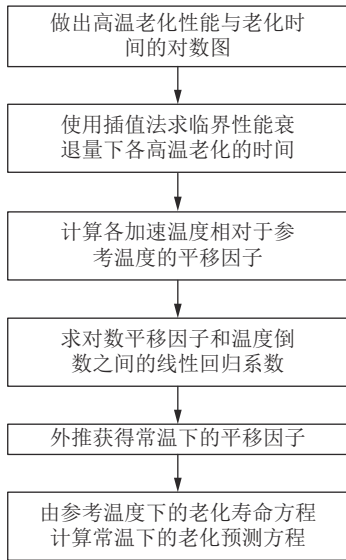 做出高温老化性能与老化时
间的对数图
使用插值法求临界性能衰
退量下各高温老化的时间
计算各加速温度相对于参
考温度的平移因子
求对数平移因子和温度倒
数之间的线性回归系数
外推获得常温下的平移因子
由参考温度下的老化寿命方程
计算常温下的老化预测方程